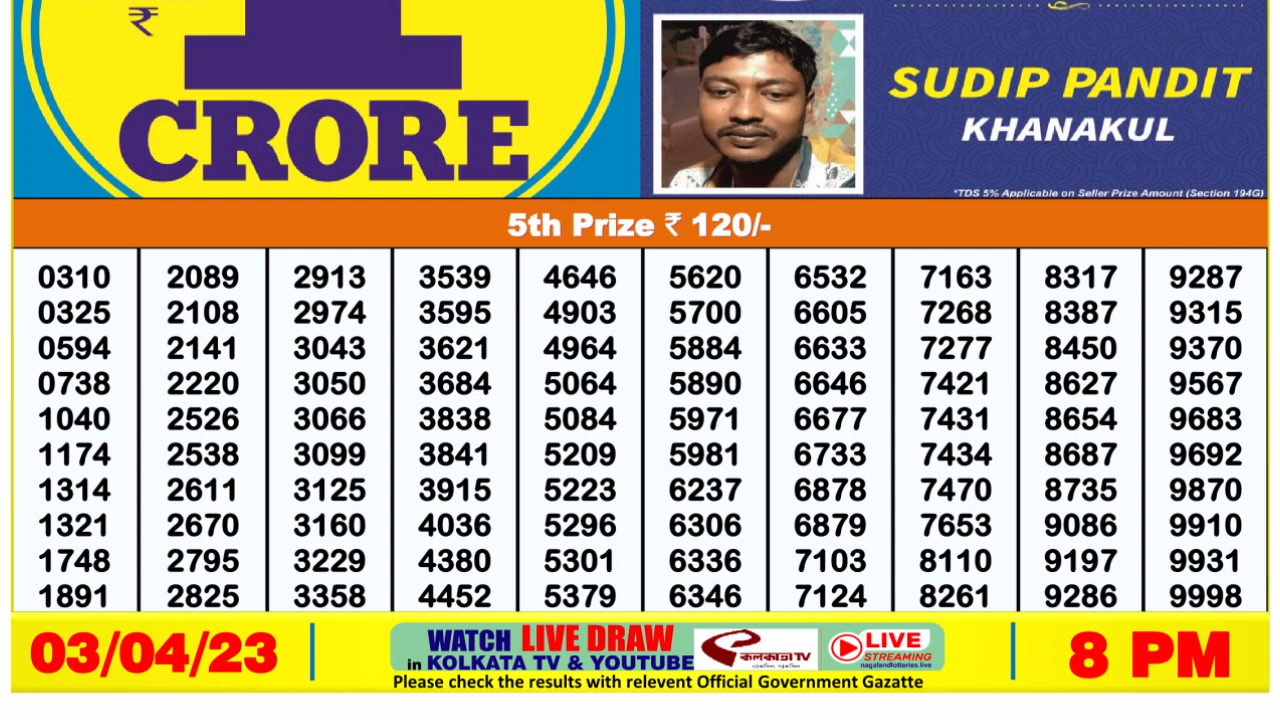 ₹
1
CRORE
SUDIP PANDIT
KHANAKUL
*TDS 5% Applicable on Seller Prize Amount (Section 194G)
5th Prize ₹ 120/-
0310 2089 2913 3539 4646 5620 6532 7163 8317 9287
0325 2108 2974 3595 4903 5700 6605 7268 8387 9315
0594 2141 3043 3621 4964 5884 6633 7277 8450 9370
0738 2220 3050 3684 5064 5890 6646 7421 8627 9567
1040 2526 3066 3838 5084 5971 6677 7431 8654 9683
1174 2538 3099 3841 5209 5981 6733 7434 8687 9692
1314 2611 3125 3915 5223 6237 6878 7470 8735 9870
1321 2670 3160 4036 5296 6306 6879 7653 9086 9910
1748 2795 3229 4380 5301 6336 7103 8110 9197 9931
1891 2825 3358 4452 5379 6346 7124 8261 9286 9998
03/04/23
WATCH LIVE DRAW
in KOLKATA TV & YOUTUBE
কলকাতা TV
LIVE
STREAMING
nagalandlotteries.live
8 PM
Please check the results with relevent Official Government Gazatte